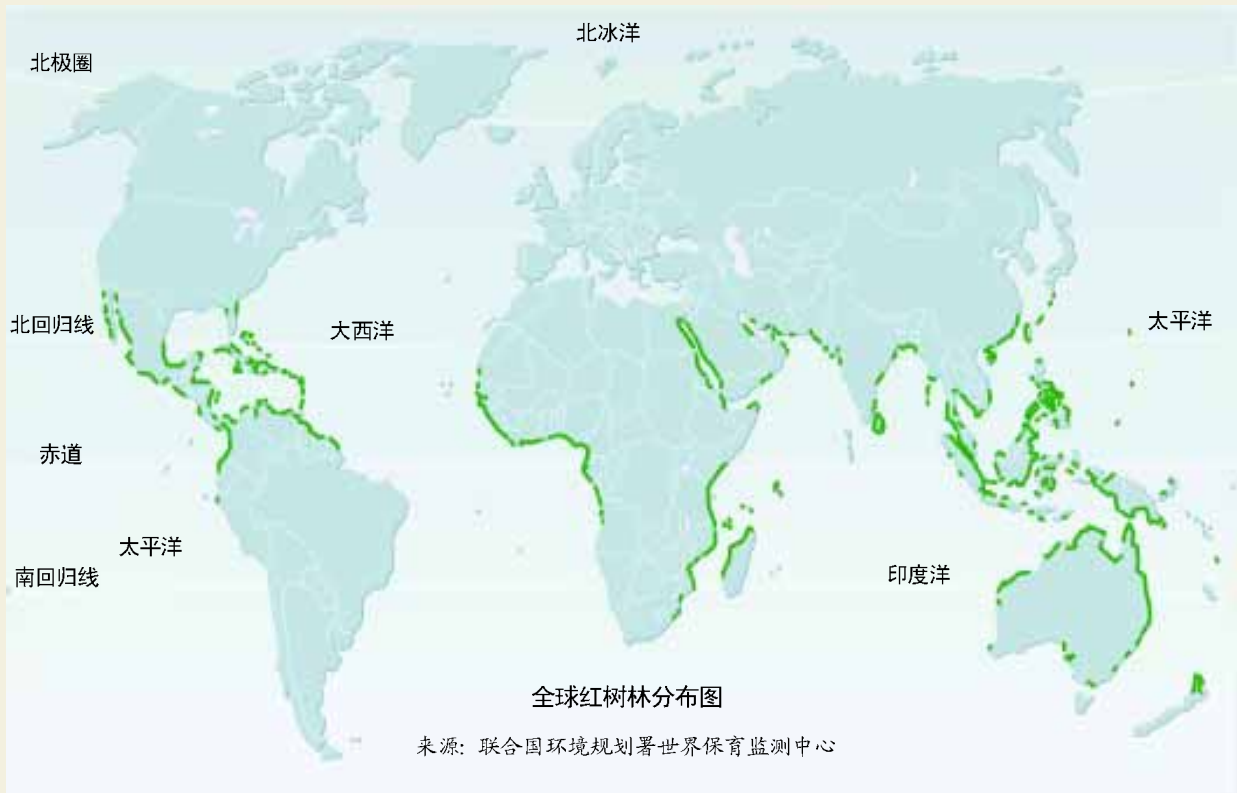 北冰洋
北极圈
北回归线
大西洋
太平洋
赤道
太平洋
南回归线
印度洋
全球红树林分布图
来源: 联合国环境规划署世界保育监测中心